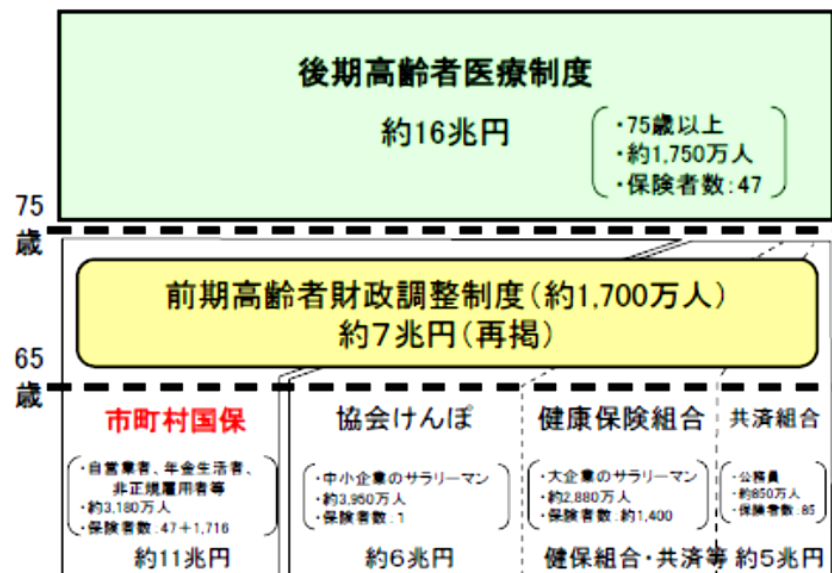 後期高齢者医療制度
約16兆円
・75歳以上
・約1,750万人
・保険者数:47
75
歳
前期高齢者財政調整制度(約1,700万人)
約7兆円(再掲)
65
歳
市町村国保
・自営業者、年金生活者、
非正規雇用者等
・約3,180万人
・保険者数:47+1,716
約11兆円
協会けんぽ
・中小企業のサラリーマン
・約3,950万人
・保険者数:1
約6兆円
健康保険組合
・大企業のサラリーマン
・約2,880万人
・保険者数:約1,400
共済組合
・公務員
・約850万人
・保険者数:85
健保組合・共済等 約5兆円